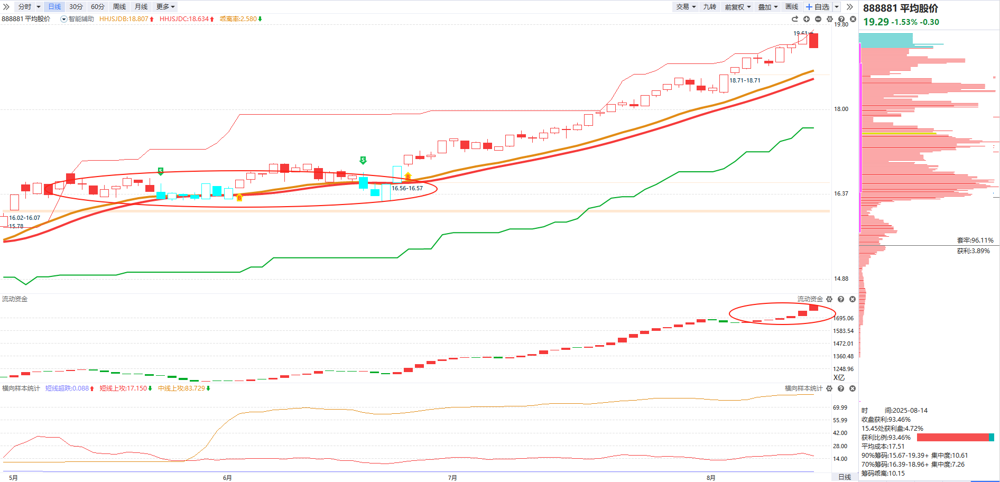 分时 日线 30分 60分 周线 月线 更多 交易 九转 前复权 叠加 画线 自选
888881 平均股价
19.29 -1.53% -0.30
888881 平均股价 智能辅助 HHJSJDB:18.807 HHJSJDC:18.634 乖离率:2.580
19.80
19.61
18.71-18.71
18.00
S
S
B
B
16.56-16.57
16.37
16.02-16.07
15.78
14.88
套牢:96.11%
获利:3.89%
流动资金 流动资金
1695.06
1583.54
1472.01
1360.48
1248.96
X亿
横向样本统计 短线超跌:0.088 短线上攻:17.150 中线上攻:83.729 横向样本统计
69.99
55.99
42.00
28.00
14.00
5月 6月 7月 8月 日线
时 间:2025-08-14
收盘获利:93.46%
15.45处获利盘:4.72%
获利比例:93.46%
平均成本:17.51
90%筹码:15.67-19.39+ 集中度:10.61
70%筹码:16.39-18.96+ 集中度:7.26
筹码乖离:10.15